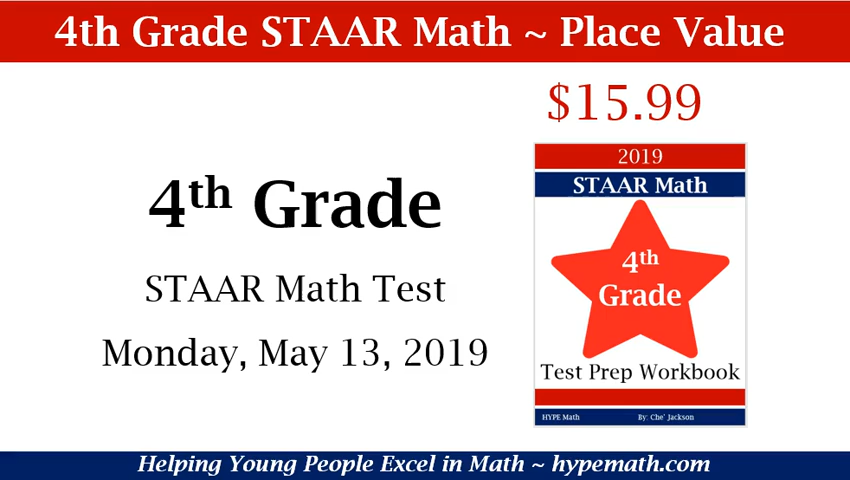 4th Grade STAAR Math ~ Place Value
$15.99
4th Grade
STAAR Math Test
Monday, May 13, 2019
2019
STAAR Math
4th
Grade
Test Prep Workbook
HYPE Math By: Che' Jackson
Helping Young People Excel in Math ~ hypemath.com